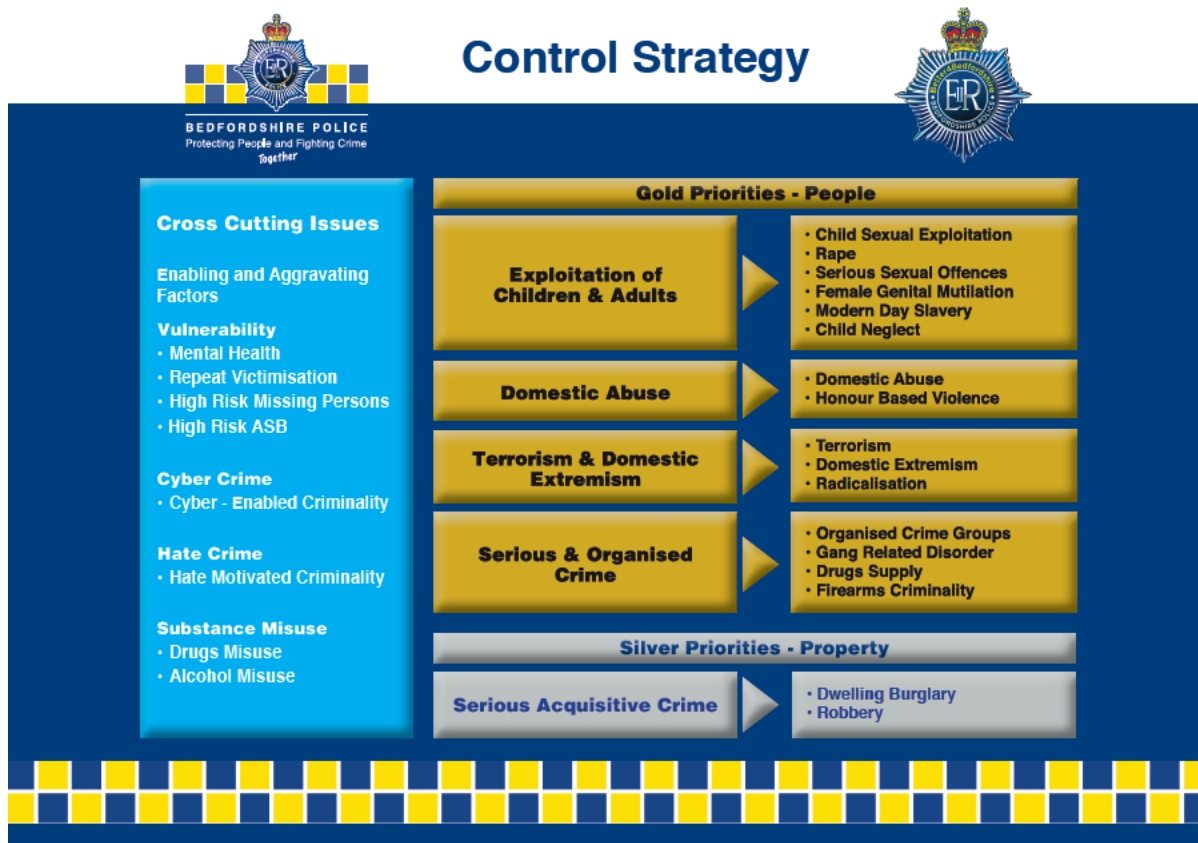 Control Strategy
BEDFORDSHIRE POLICE
Protecting People and Fighting Crime
Together
Better4Bedfordshire
EIIR
BEDFORDSHIRE POLICE
Cross Cutting Issues
Enabling and Aggravating
Factors
Vulnerability
• Mental Health
• Repeat Victimisation
• High Risk Missing Persons
• High Risk ASB
Cyber Crime
• Cyber - Enabled Criminality
Hate Crime
• Hate Motivated Criminality
Substance Misuse
• Drugs Misuse
• Alcohol Misuse
Gold Priorities - People
Exploitation of
Children & Adults
• Child Sexual Exploitation
• Rape
• Serious Sexual Offences
• Female Genital Mutilation
• Modern Day Slavery
• Child Neglect
Domestic Abuse
• Domestic Abuse
• Honour Based Violence
Terrorism & Domestic
Extremism
• Terrorism
• Domestic Extremism
• Radicalisation
Serious & Organised
Crime
• Organised Crime Groups
• Gang Related Disorder
• Drugs Supply
• Firearms Criminality
Silver Priorities - Property
Serious Acquisitive Crime
• Dwelling Burglary
• Robbery